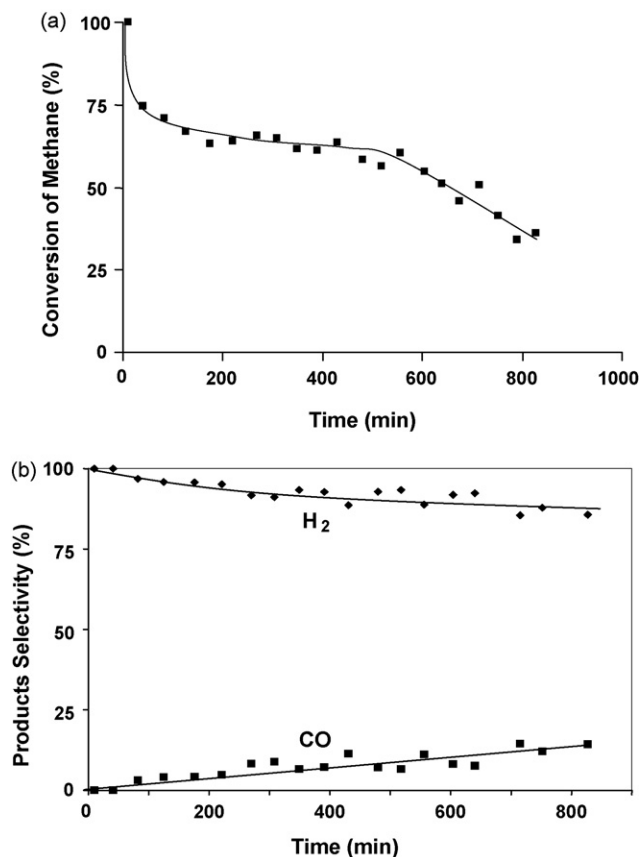 (a)
100
75
50
25
0
Conversion of Methane (%)
0 200 400 600 800 1000
Time (min)
(b)
100
75
50
25
0
Products Selectivity (%)
H2
CO
0 200 400 600 800
Time (min)